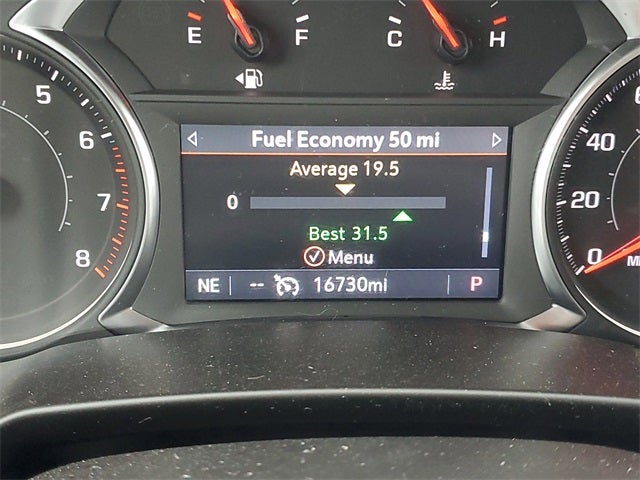 E F C H
5
6
7
8
Fuel Economy 50 mi
Average 19.5
0
Best 31.5
Menu
NE -- 16730mi P
40
20
0
M